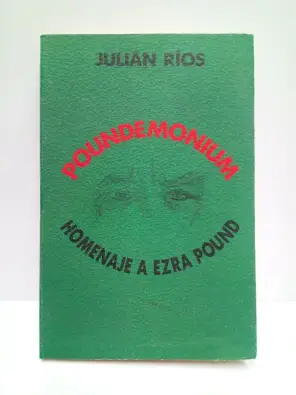 JULIÁN RÍOS
POUNDEMONIUM
HOMENAJE A EZRA POUND